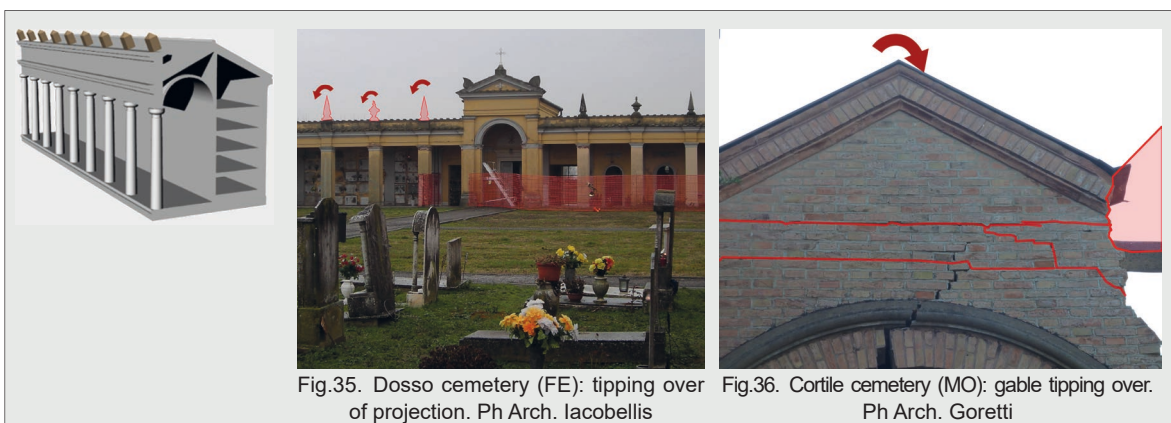 Fig.35. Dosso cemetery (FE): tipping over
of projection. Ph Arch. Iacobellis
Fig.36. Cortile cemetery (MO): gable tipping over.
Ph Arch. Goretti